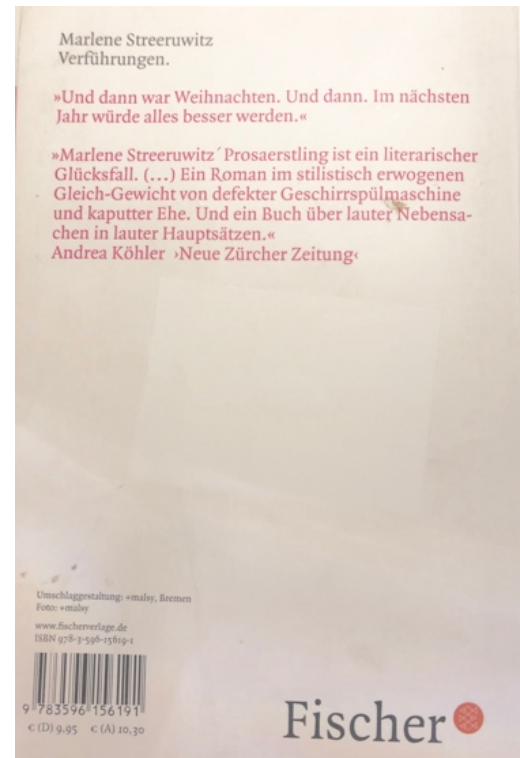 Marlene Streeruwitz
Verführungen.
»Und dann war Weihnachten. Und dann. Im nächsten
Jahr würde alles besser werden.«
»Marlene Streeruwitz´ Prosaerstling ist ein literarischer
Glücksfall. (...) Ein Roman im stilistisch erwogenen
Gleich-Gewicht von defekter Geschirrspülmaschine
und kaputter Ehe. Und ein Buch über lauter Nebensa-
chen in lauter Hauptsätzen.«
Andrea Köhler ›Neue Zürcher Zeitung‹
Umschlaggestaltung: +malsy, Bremen
Foto: +malsy
www.fischerverlage.de
ISBN 978-3-596-15619-1
9 783596 156191
€ (D) 9,95 € (A) 10,30
Fischer